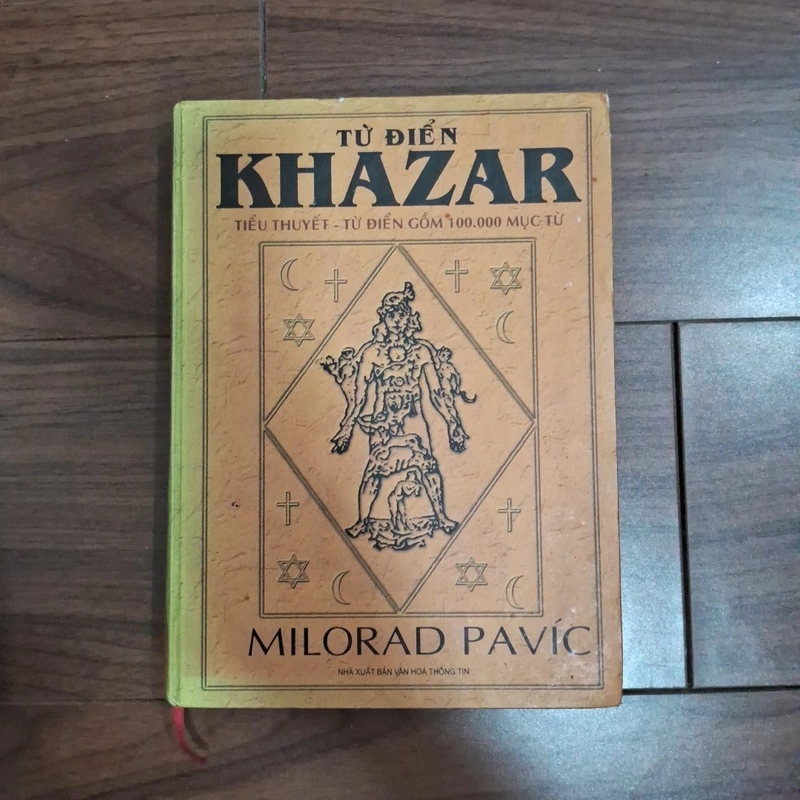 TỪ ĐIỂN
KHAZAR
TIỂU THUYẾT - TỪ ĐIỂN GỒM 100.000 MỤC TỪ
MILORAD PAVÍC
NHÀ XUẤT BẢN VĂN HOÁ THÔNG TIN